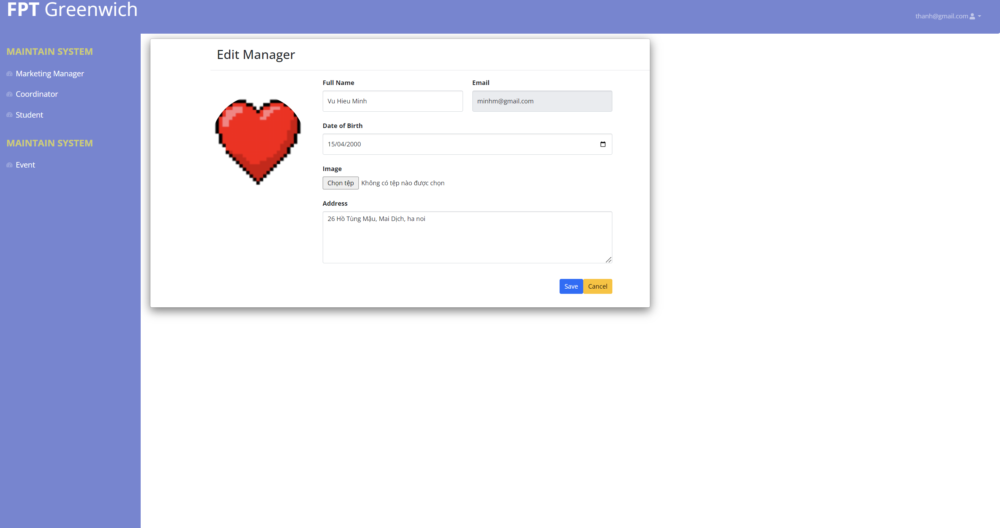 FPT Greenwich
thanh@gmail.com
MAINTAIN SYSTEM
Marketing Manager
Coordinator
Student
MAINTAIN SYSTEM
Event
Edit Manager
Full Name
Email
Vu Hieu Minh
minhm@gmail.com
Date of Birth
15/04/2000
Image
Chọn tệp Không có tệp nào được chọn
Address
26 Hồ Tùng Mậu, Mai Dịch, ha noi
Save
Cancel